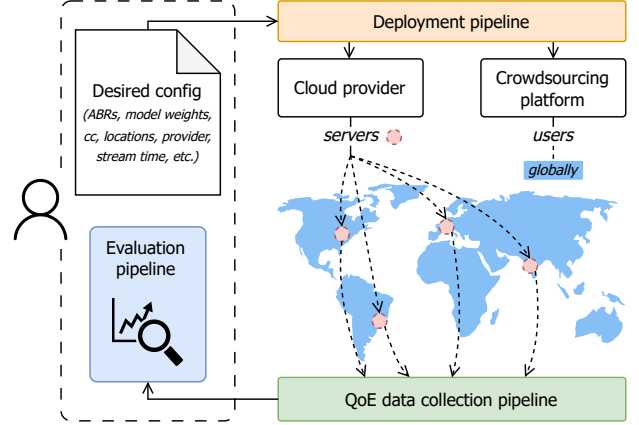 Deployment pipeline
Desired config
(ABRs, model weights,
cc, locations, provider,
stream time, etc.)
Cloud provider
Crowdsourcing
platform
servers
users
globally
Evaluation
pipeline
QoE data collection pipeline